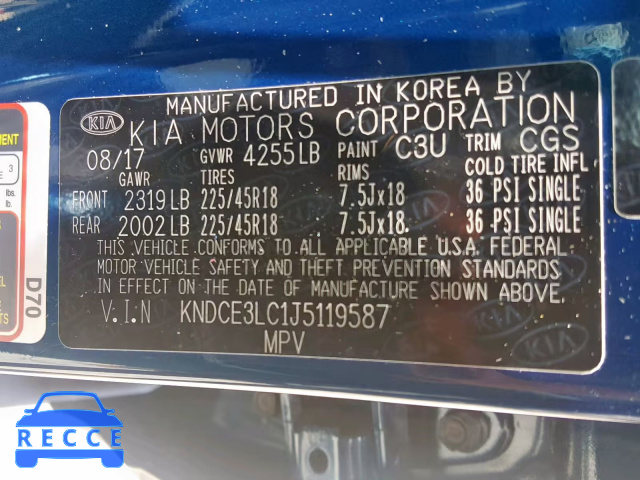 MANUFACTURED IN KOREA BY
KIA KIA MOTORS CORPORATION
08/17 GVWR 4255LB PAINT C3U TRIM CGS
GAWR TIRES RIMS COLD TIRE INFL
FRONT 2319LB 225/45R18 7.5Jx18 36 PSI SINGLE
REAR 2002LB 225/45R18 7.5Jx18 36 PSI SINGLE
THIS VEHICLE CONFORMS TO ALL APPLICABLE U.S.A. FEDERAL
MOTOR VEHICLE SAFETY AND THEFT PREVENTION STANDARDS
IN EFFECT ON THE DATE OF MANUFACTURE SHOWN ABOVE.
V.I.N KNDCE3LC1J5119587
MPV
D70
3
lbs.
RECCE